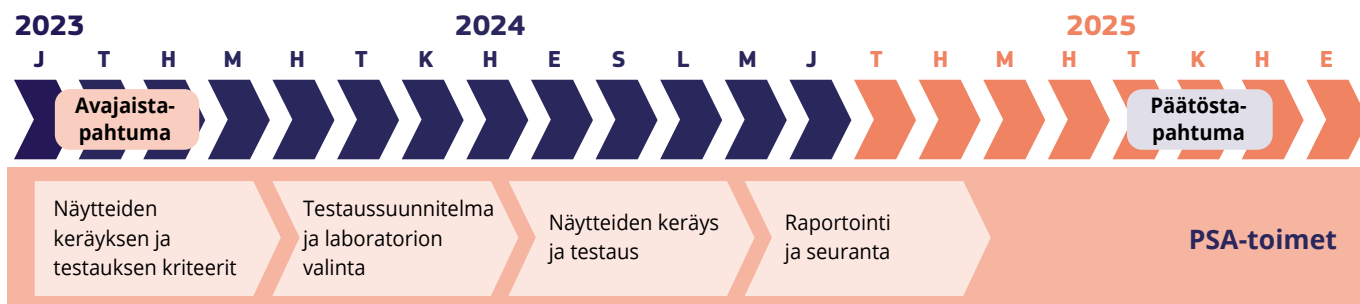 2023 2024 2025
J T H M H T K H E S L M J T H M H T K H E
Avajaista-
pahtuma
Päätösta-
pahtuma
Näytteiden
keräyksen ja
testauksen kriteerit
Testaussuunnitelma
ja laboratorion
valinta
Näytteiden keräys
ja testaus
Raportointi
ja seuranta
PSA-toimet